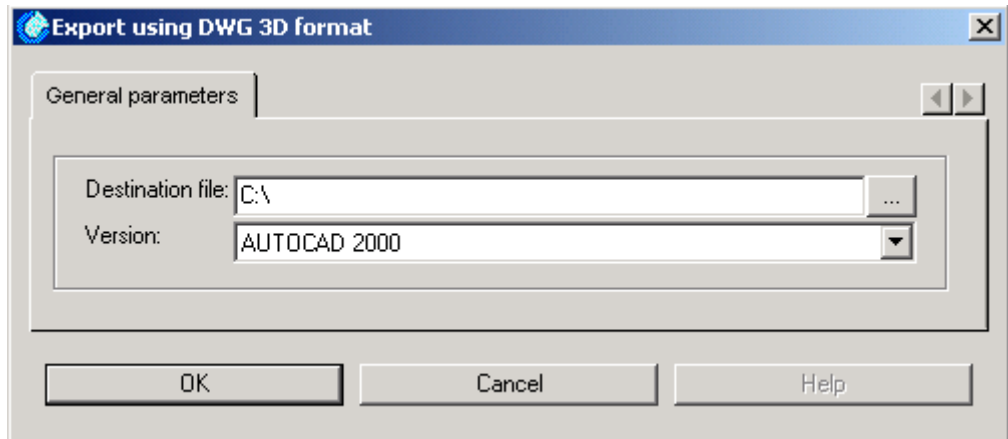 Export using DWG 3D format
General parameters
Destination file: C:\ ...
Version: AUTOCAD 2000
OK Cancel Help